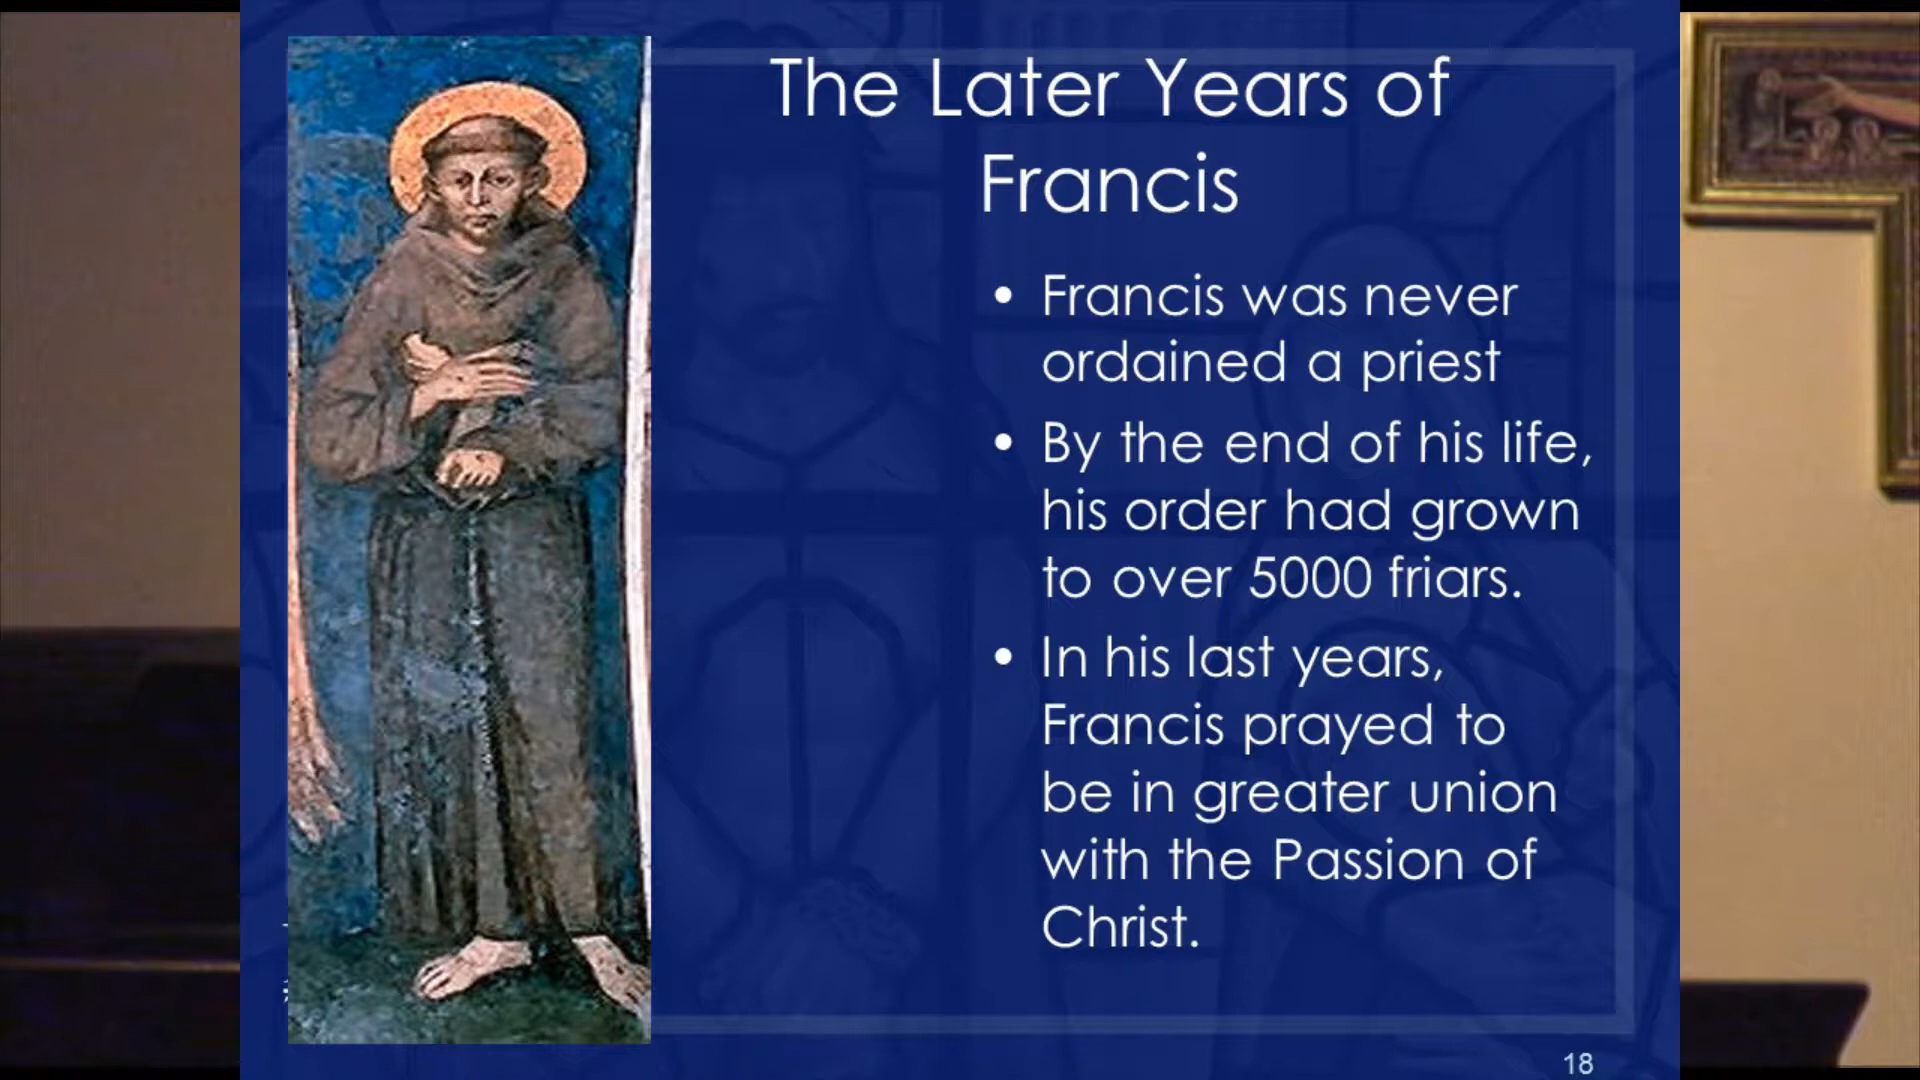 The Later Years of
Francis
• Francis was never
ordained a priest
• By the end of his life,
his order had grown
to over 5000 friars.
• In his last years,
Francis prayed to
be in greater union
with the Passion of
Christ.
18